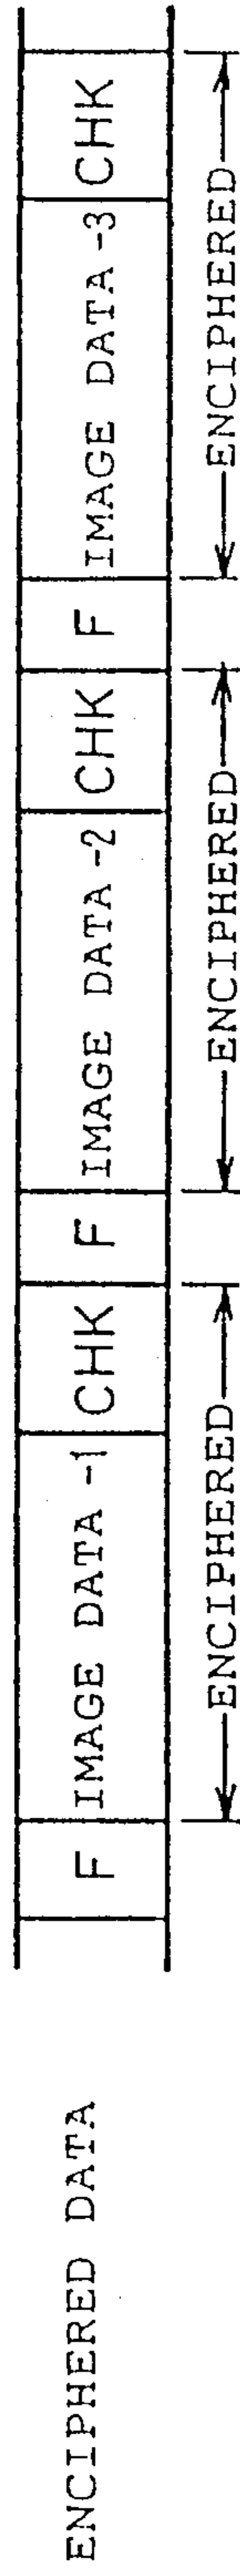 ENCIPHERED DATA
F IMAGE DATA -1 CHK F IMAGE DATA -2 CHK F IMAGE DATA -3 CHK
ENCIPHERED ENCIPHERED ENCIPHERED